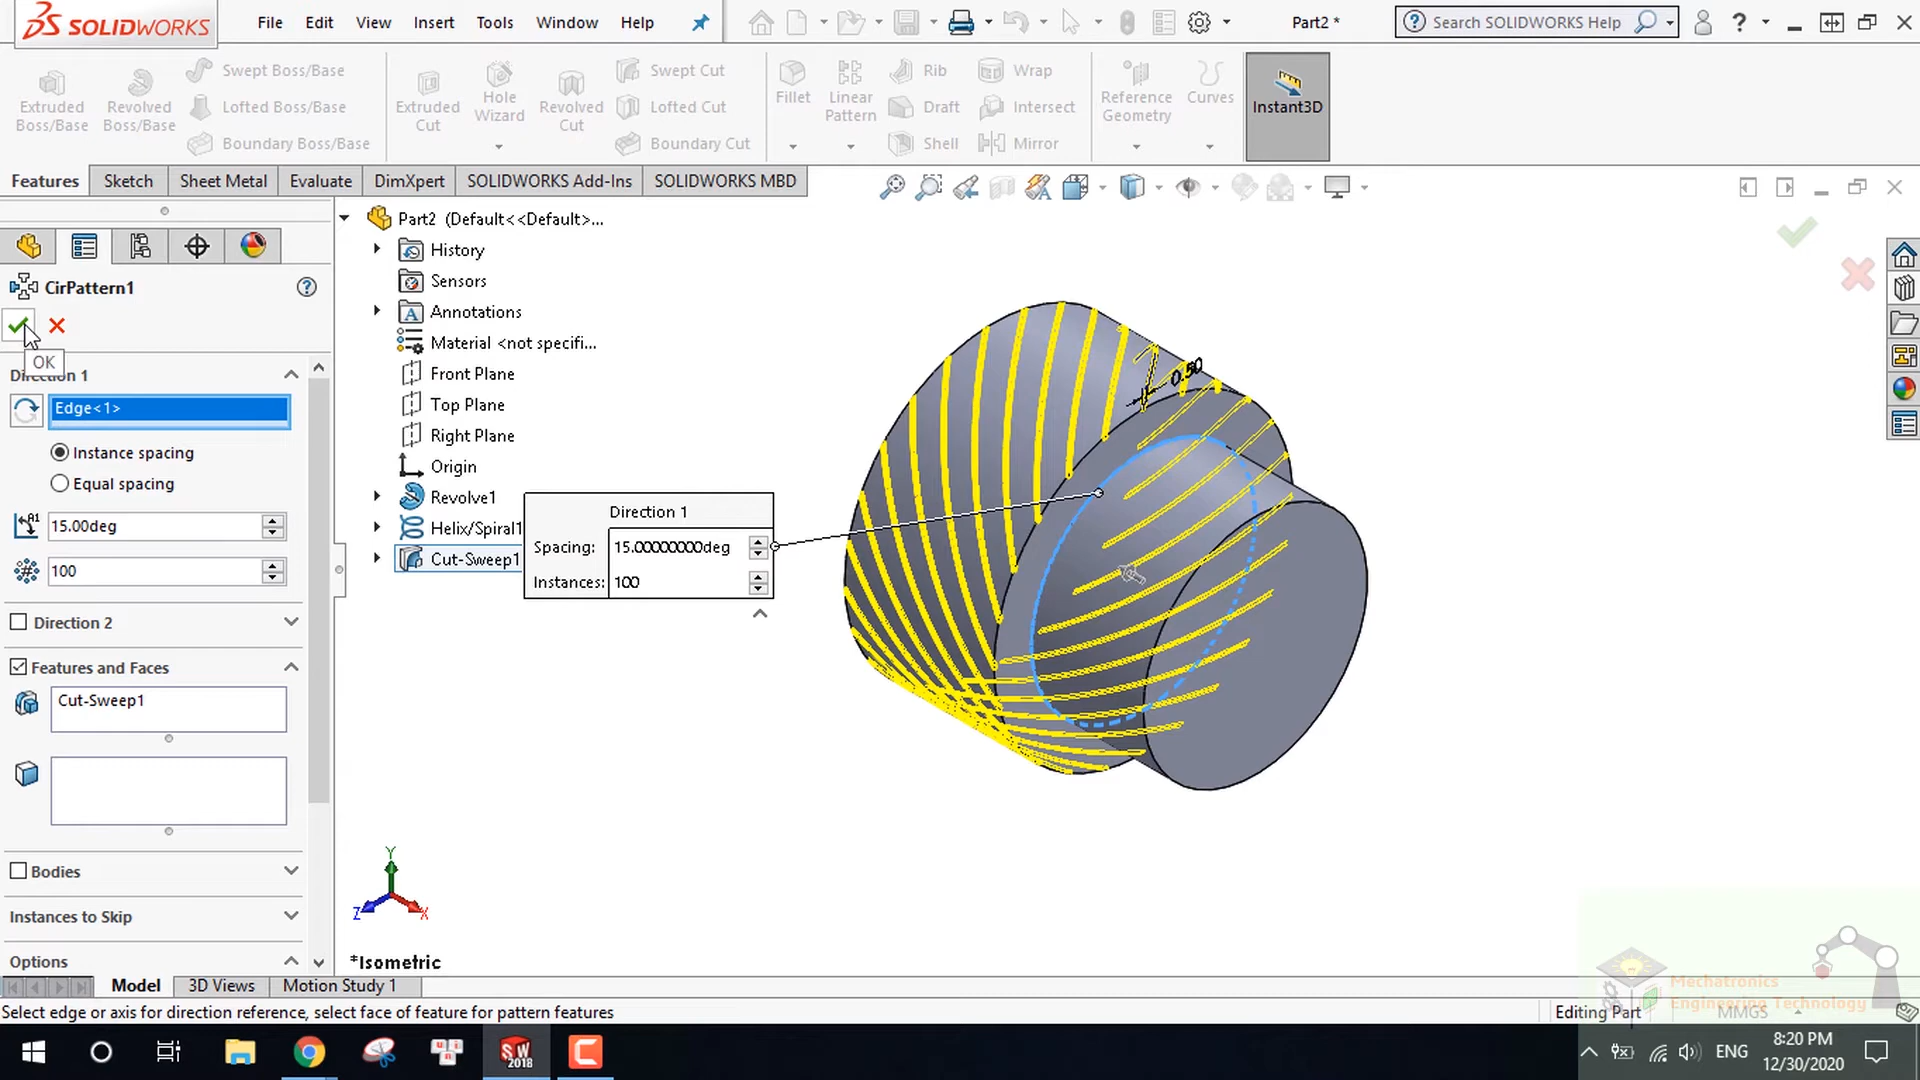 SOLIDWORKS File Edit View Insert Tools Window Help Part2 * Search SOLIDWORKS Help
Extruded Boss/Base
Revolved Boss/Base
Swept Boss/Base
Lofted Boss/Base
Boundary Boss/Base
Extruded Cut
Hole Wizard
Revolved Cut
Swept Cut
Lofted Cut
Boundary Cut
Fillet
Linear Pattern
Rib
Draft
Shell
Wrap
Intersect
Mirror
Reference Geometry
Curves
Instant3D
Features Sketch Sheet Metal Evaluate DimXpert SOLIDWORKS Add-Ins SOLIDWORKS MBD
CirPattern1
OK
Direction 1
Edge<1>
Instance spacing
Equal spacing
15.00deg
100
Direction 2
Features and Faces
Cut-Sweep1
Bodies
Instances to Skip
Options
Part2 (Default<<Default>...
History
Sensors
Annotations
Material <not specifi...
Front Plane
Top Plane
Right Plane
Origin
Revolve1
Helix/Spiral1
Cut-Sweep1
Direction 1
Spacing: 15.00000000deg
Instances: 100
0.50
Y
Z X
*Isometric
Mechatronics
Engineering Technology
Model 3D Views Motion Study 1
Select edge or axis for direction reference, select face of feature for pattern features Editing Part MMGS
SW 2018
ENG
8:20 PM
12/30/2020